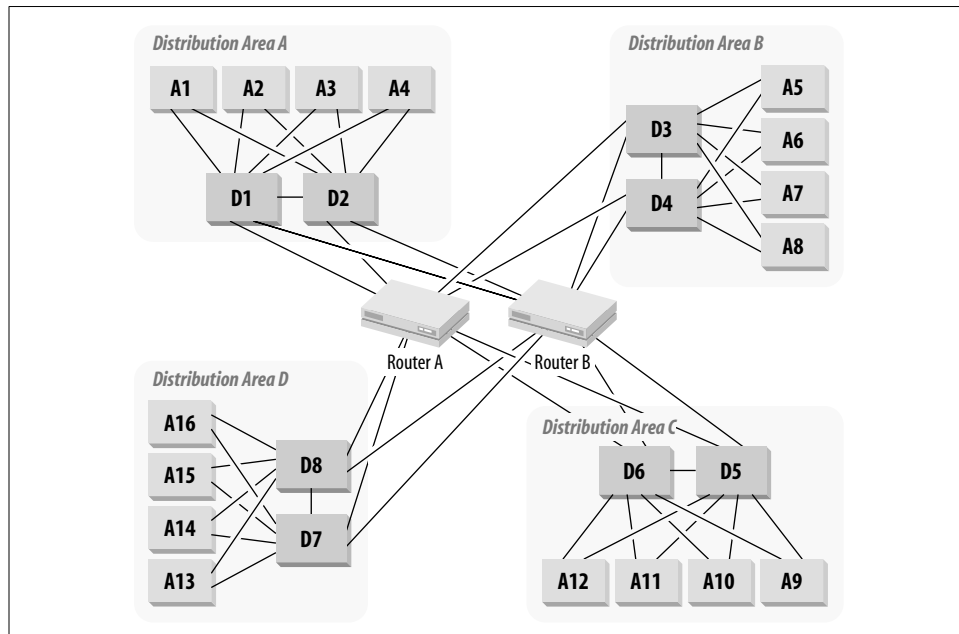 Distribution Area A
A1 A2 A3 A4
D1 D2
Distribution Area B
D3
D4
A5
A6
A7
A8
Router A
Router B
Distribution Area D
A16
A15
A14
A13
D8
D7
Distribution Area C
D6 D5
A12 A11 A10 A9